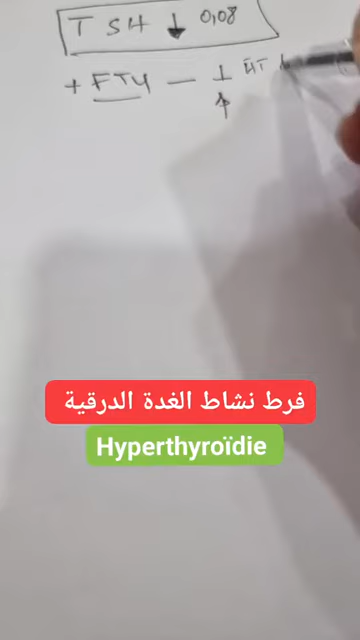 TSH ↓ 0,08
+ FT4 —
فرط نشاط الغدة الدرقية
Hyperthyroïdie